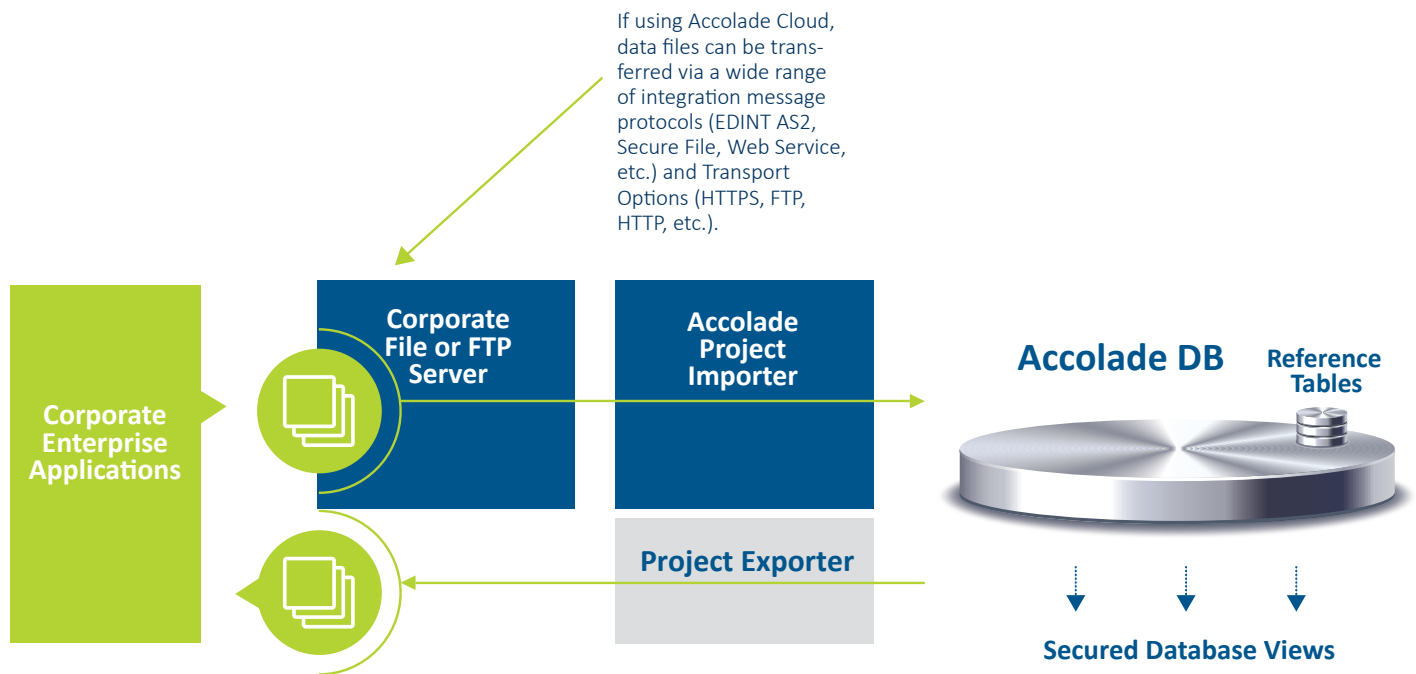 If using Accolade Cloud,
data files can be trans-
ferred via a wide range
of integration message
protocols (EDINT AS2,
Secure File, Web Service,
etc.) and Transport
Options (HTTPS, FTP,
HTTP, etc.).
Corporate
Enterprise
Applications
Corporate
File or FTP
Server
Accolade
Project
Importer
Accolade DB
Reference
Tables
Project Exporter
Secured Database Views